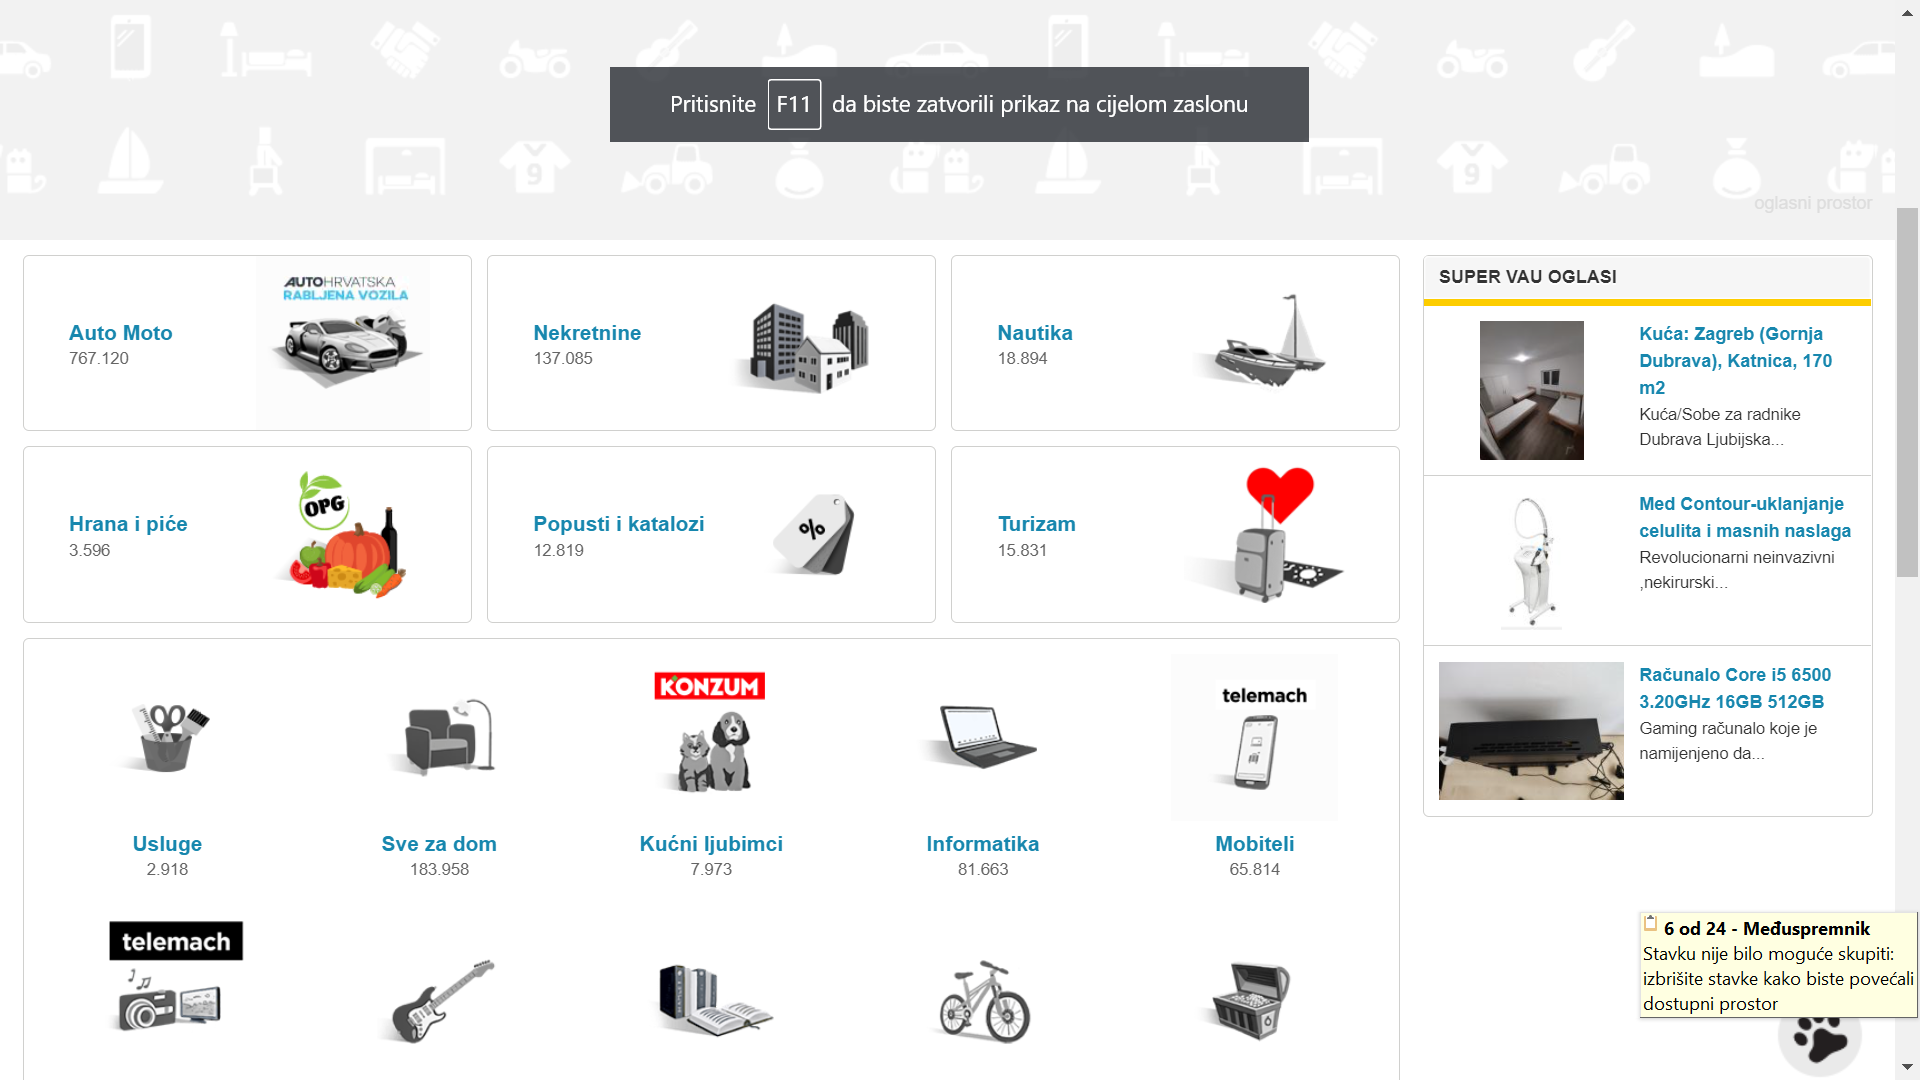 Pritisnite F11 da biste zatvorili prikaz na cijelom zaslonu
9
9
oglasni prostor
AUTOHRVATSKA
RABLJENA VOZILA
Auto Moto
767.120
Nekretnine
137.085
Nautika
18.894
OPG
Hrana i piće
3.596
%
Popusti i katalozi
12.819
Turizam
15.831
SUPER VAU OGLASI
Kuća: Zagreb (Gornja
Dubrava), Katnica, 170
m2
Kuća/Sobe za radnike
Dubrava Ljubijska...
Med Contour-uklanjanje
celulita i masnih naslaga
Revolucionarni neinvazivni
,nekirurski...
Računalo Core i5 6500
3.20GHz 16GB 512GB
Gaming računalo koje je
namijenjeno da...
Usluge
2.918
Sve za dom
183.958
KONZUM
Kućni ljubimci
7.973
Informatika
81.663
telemach
Mobiteli
65.814
telemach
6 od 24 - Međuspremnik
Stavku nije bilo moguće skupiti:
izbrišite stavke kako biste povećali
dostupni prostor